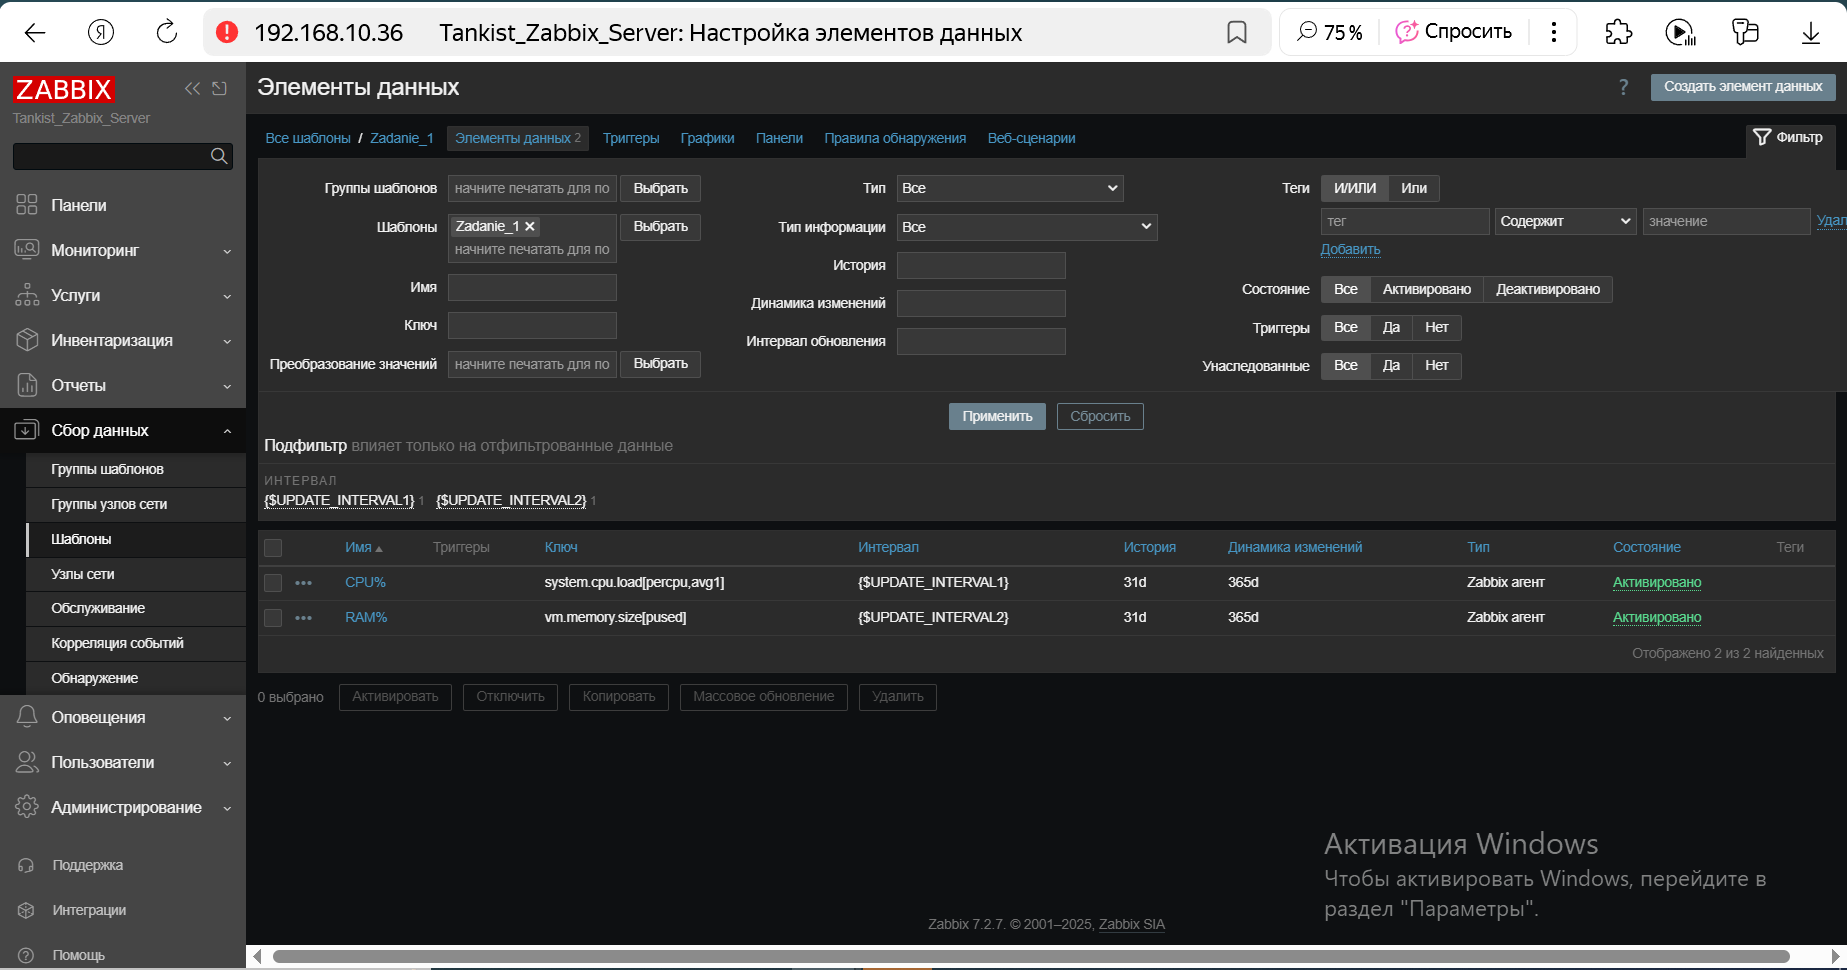 192.168.10.36 Tankist_Zabbix_Server: Настройка элементов данных 75 % Спросить
ZABBIX
Tankist_Zabbix_Server
Панели
Мониторинг
Услуги
Инвентаризация
Отчеты
Сбор данных
Группы шаблонов
Группы узлов сети
Шаблоны
Узлы сети
Обслуживание
Корреляция событий
Обнаружение
Оповещения
Пользователи
Администрирование
Поддержка
Интеграции
Помощь
Элементы данных ? Создать элемент данных
Все шаблоны / Zadanie_1 Элементы данных 2 Триггеры Графики Панели Правила обнаружения Веб-сценарии Фильтр
Группы шаблонов начните печатать для по Выбрать
Шаблоны Zadanie_1 Выбрать
начните печатать для по
Имя
Ключ
Преобразование значений начните печатать для по Выбрать
Тип Все
Тип информации Все
История
Динамика изменений
Интервал обновления
Теги И/ИЛИ Или
тег Содержит значение Удал
Добавить
Состояние Все Активировано Деактивировано
Триггеры Все Да Нет
Унаследованные Все Да Нет
Применить Сбросить
Подфильтр влияет только на отфильтрованные данные
ИНТЕРВАЛ
{$UPDATE_INTERVAL1} 1 {$UPDATE_INTERVAL2} 1
Имя Триггеры Ключ Интервал История Динамика изменений Тип Состояние Теги
CPU% system.cpu.load[percpu,avg1] {$UPDATE_INTERVAL1} 31d 365d Zabbix агент Активировано
RAM% vm.memory.size[pused] {$UPDATE_INTERVAL2} 31d 365d Zabbix агент Активировано
Отображено 2 из 2 найденных
0 выбрано Активировать Отключить Копировать Массовое обновление Удалить
Активация Windows
Чтобы активировать Windows, перейдите в
раздел "Параметры".
Zabbix 7.2.7. © 2001–2025, Zabbix SIA